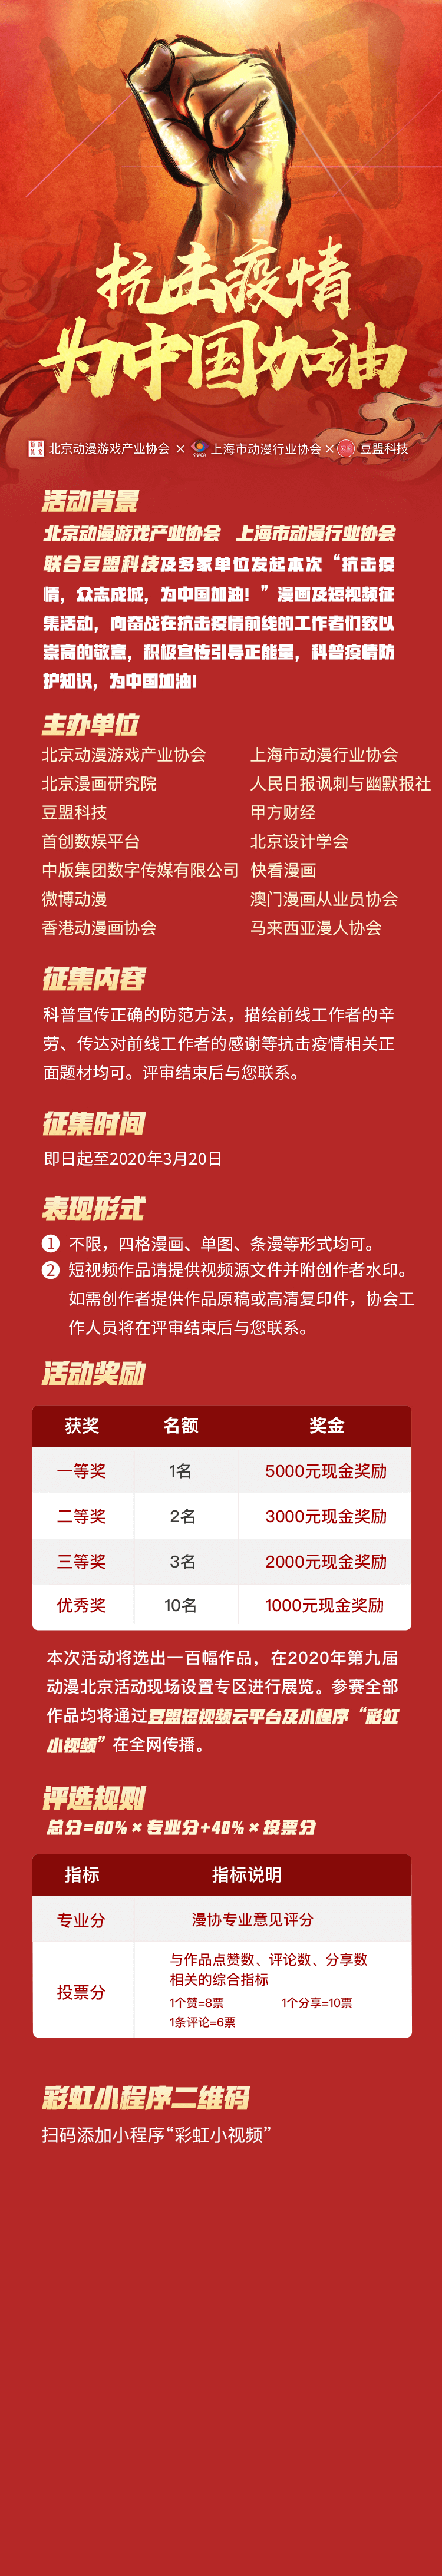 抗击疫情
为中国加油
北京动漫游戏产业协会 × 上海市动漫行业协会 × 豆盟科技
活动背景
北京动漫游戏产业协会 上海市动漫行业协会
联合豆盟科技及多家单位发起本次“抗击疫
情，众志成城，为中国加油！”漫画及短视频征
集活动，向奋战在抗击疫情前线的工作者们致以
崇高的敬意，积极宣传引导正能量，科普疫情防
护知识，为中国加油!
主办单位
北京动漫游戏产业协会 上海市动漫行业协会
北京漫画研究院 人民日报讽刺与幽默报社
豆盟科技 甲方财经
首创数娱平台 北京设计学会
中版集团数字传媒有限公司 快看漫画
微博动漫 澳门漫画从业员协会
香港动漫画协会 马来西亚漫人协会
征集内容
科普宣传正确的防范方法，描绘前线工作者的辛
劳、传达对前线工作者的感谢等抗击疫情相关正
面题材均可。评审结束后与您联系。
征集时间
即日起至2020年3月20日
表现形式
1 不限，四格漫画、单图、条漫等形式均可。
2 短视频作品请提供视频源文件并附创作者水印。
如需创作者提供作品原稿或高清复印件，协会工
作人员将在评审结束后与您联系。
活动奖励
获奖 名额 奖金
一等奖 1名 5000元现金奖励
二等奖 2名 3000元现金奖励
三等奖 3名 2000元现金奖励
优秀奖 10名 1000元现金奖励
本次活动将选出一百幅作品，在2020年第九届
动漫北京活动现场设置专区进行展览。参赛全部
作品均将通过豆盟短视频云平台及小程序“彩虹
小视频”在全网传播。
评选规则
总分=60%×专业分+40%×投票分
指标 指标说明
专业分 漫协专业意见评分
投票分 与作品点赞数、评论数、分享数
相关的综合指标
1个赞=8票 1个分享=10票
1条评论=6票
彩虹小程序二维码
扫码添加小程序“彩虹小视频”